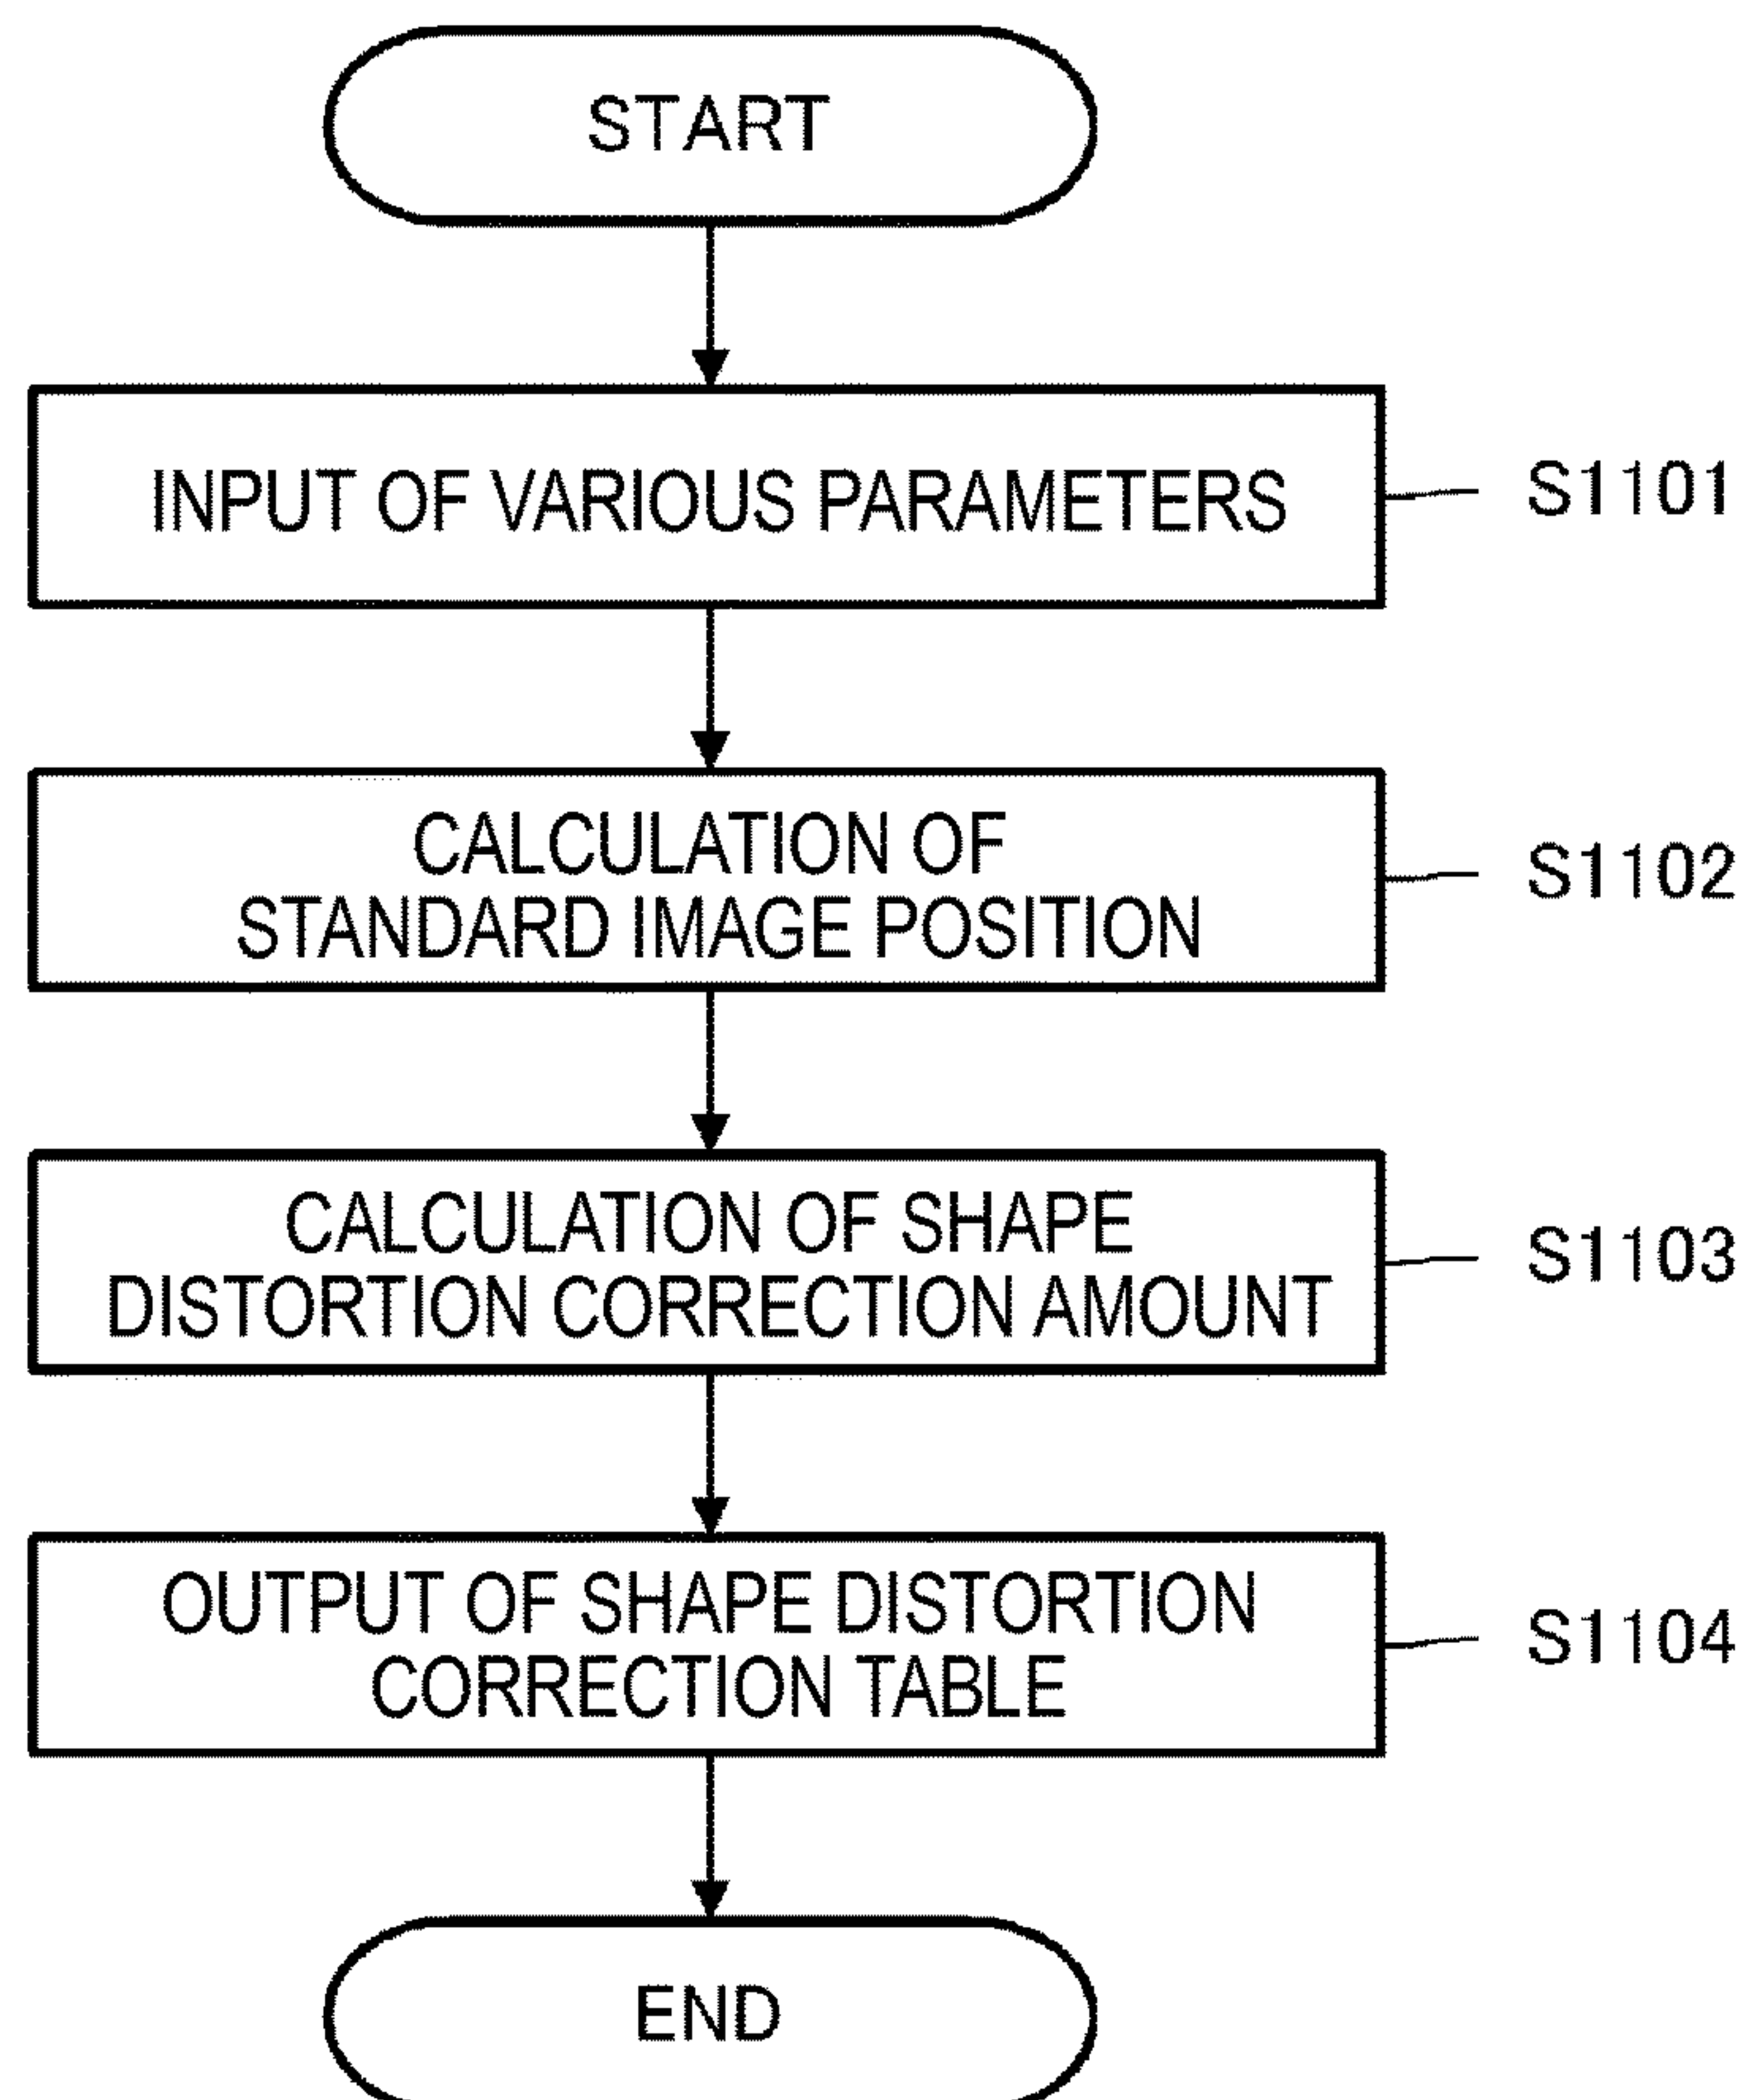 START
INPUT OF VARIOUS PARAMETERS
S1101
CALCULATION OF
STANDARD IMAGE POSITION
S1102
CALCULATION OF SHAPE
DISTORTION CORRECTION AMOUNT
S1103
OUTPUT OF SHAPE DISTORTION
CORRECTION TABLE
S1104
END